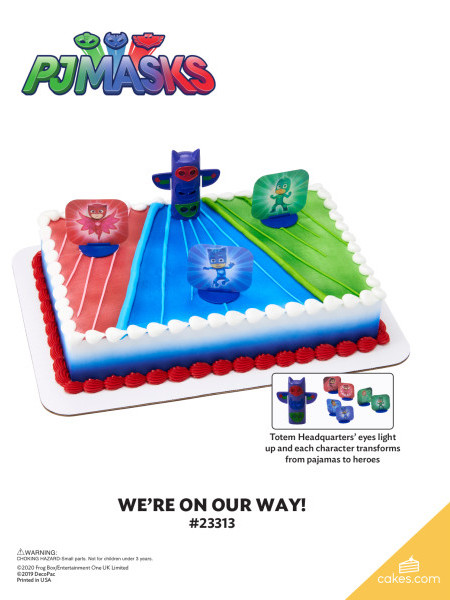 PJMASKS
Totem Headquarters' eyes light
up and each character transforms
from pajamas to heroes
WE'RE ON OUR WAY!
#23313
⚠WARNING:
CHOKING HAZARD-Small parts. Not for children under 3 years.
©2020 Frog Box/Entertainment One UK Limited
©2019 DecoPac
Printed in USA
cakes.com